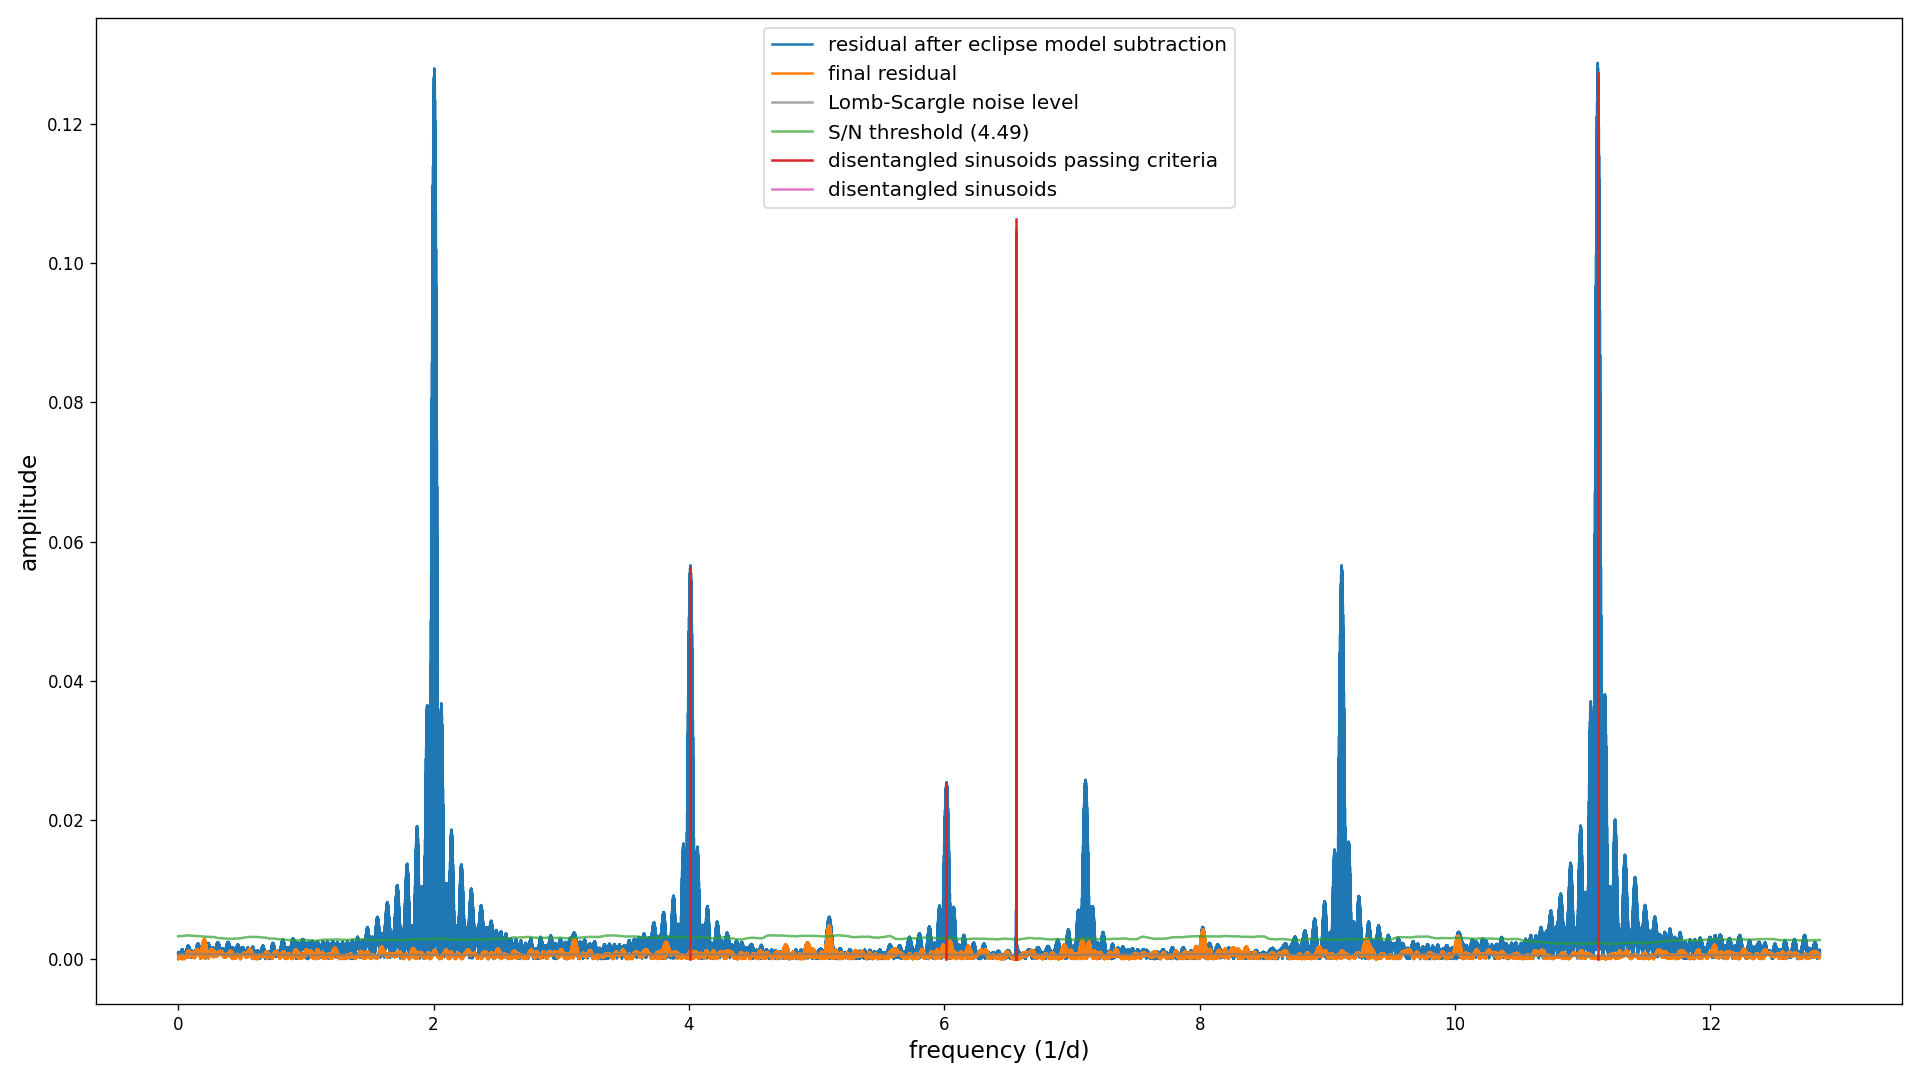 residual after eclipse model subtraction
final residual
Lomb-Scargle noise level
S/N threshold (4.49)
disentangled sinusoids passing criteria
disentangled sinusoids
0.12
0.10
0.08
0.06
0.04
0.02
0.00
amplitude
0 2 4 6 8 10 12
frequency (1/d)